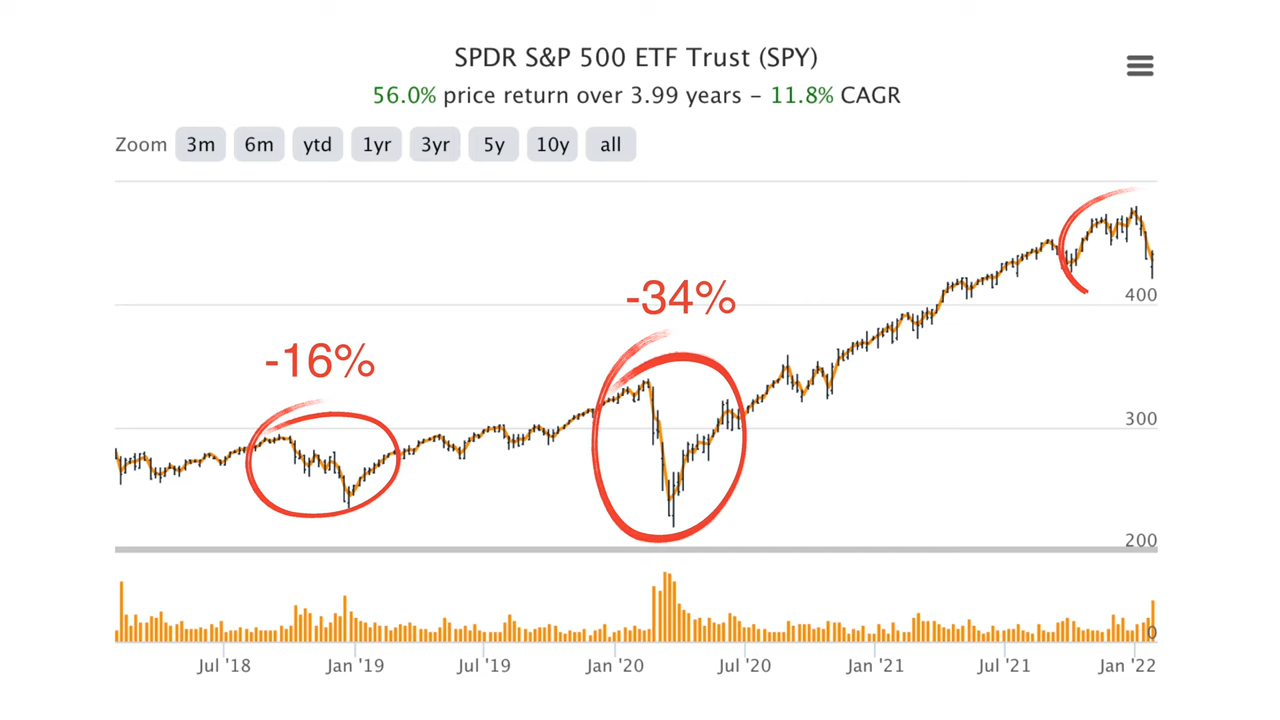 SPDR S&P 500 ETF Trust (SPY)
56.0% price return over 3.99 years – 11.8% CAGR
Zoom 3m 6m ytd 1yr 3yr 5y 10y all
-34%
400
-16%
300
200
0
Jul '18 Jan '19 Jul '19 Jan '20 Jul '20 Jan '21 Jul '21 Jan '22